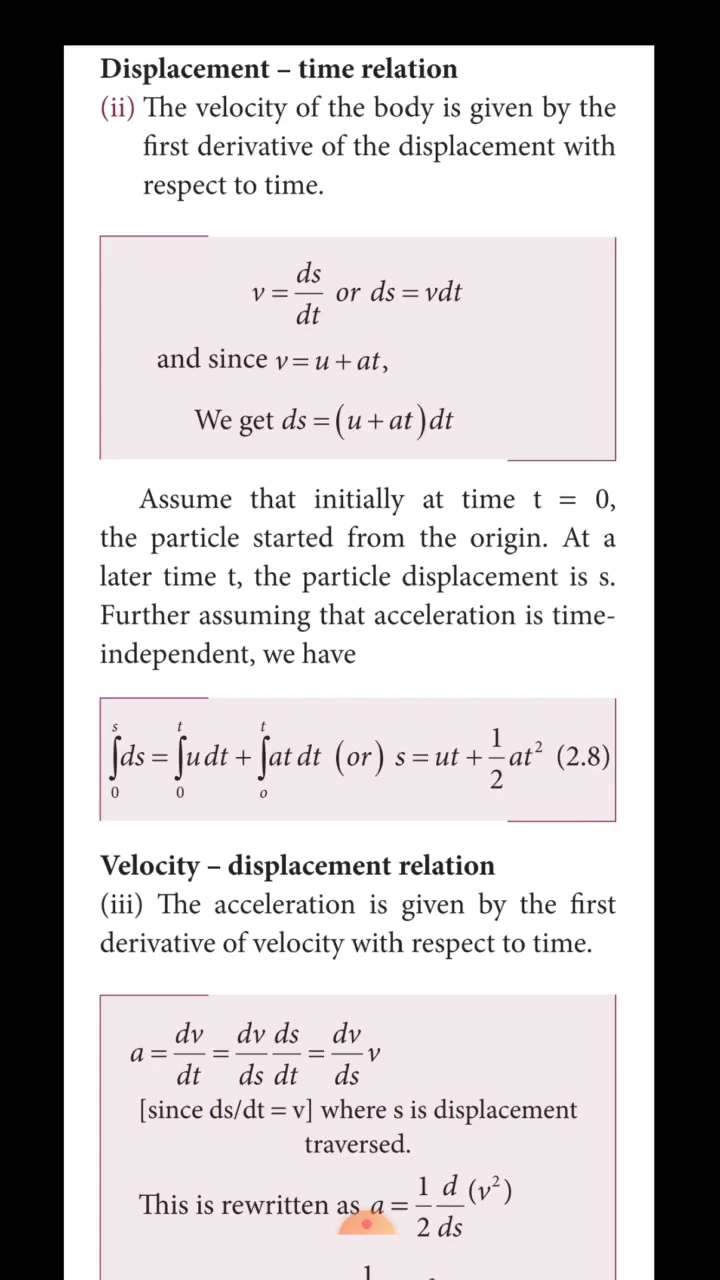 Displacement – time relation
(ii) The velocity of the body is given by the
first derivative of the displacement with
respect to time.
v = ds/dt or ds = vdt
and since v = u + at,
We get ds = (u + at)dt
Assume that initially at time t = 0,
the particle started from the origin. At a
later time t, the particle displacement is s.
Further assuming that acceleration is time-
independent, we have
∫₀ˢ ds = ∫₀ᵗ u dt + ∫ₒᵗ at dt (or) s = ut + 1/2 at² (2.8)
Velocity – displacement relation
(iii) The acceleration is given by the first
derivative of velocity with respect to time.
a = dv/dt = dv/ds ds/dt = dv/ds v
[since ds/dt = v] where s is displacement
traversed.
This is rewritten as a = 1/2 d/ds (v²)